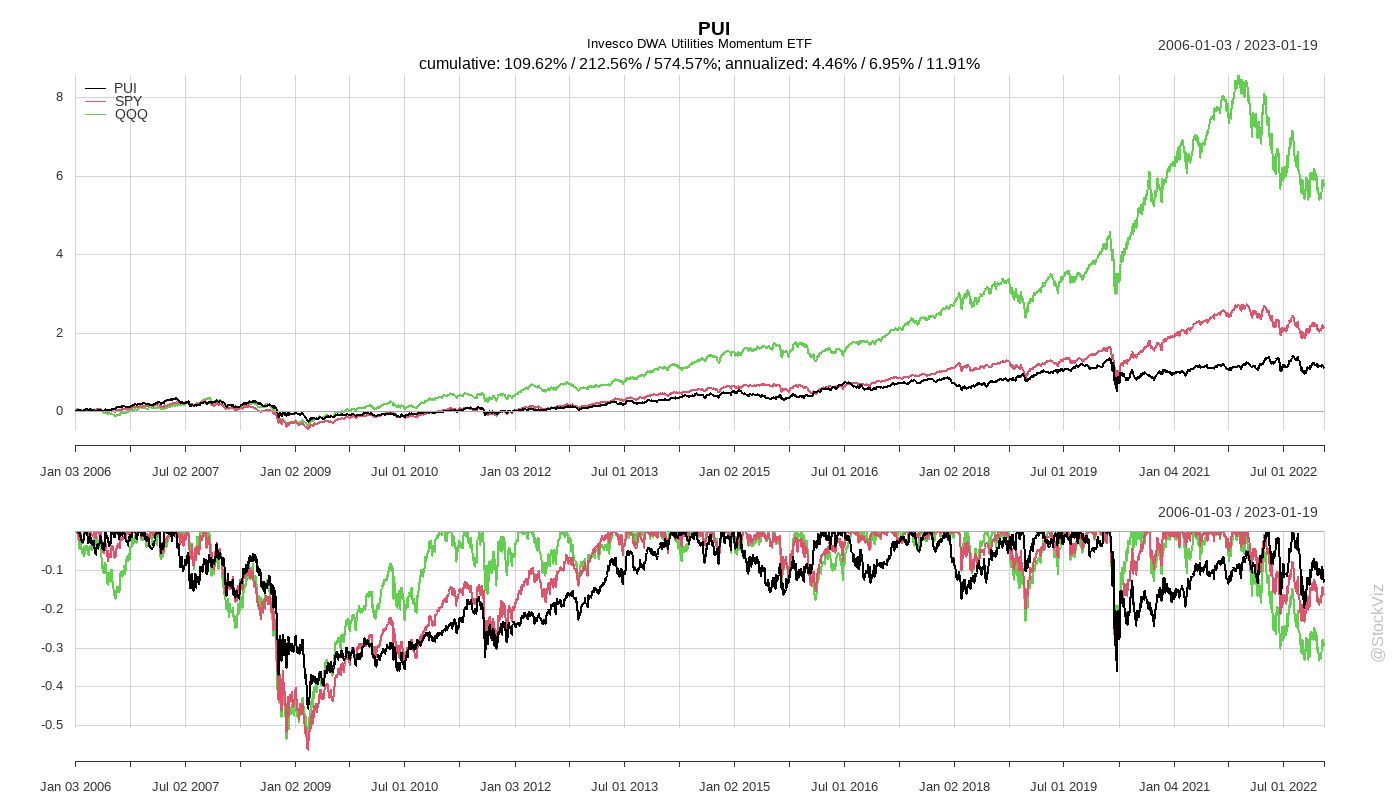 PUI
Invesco DWA Utilities Momentum ETF
2006-01-03 / 2023-01-19
cumulative: 109.62% / 212.56% / 574.57%; annualized: 4.46% / 6.95% / 11.91%
PUI
SPY
QQQ
8
6
4
2
0
Jan 03 2006 Jul 02 2007 Jan 02 2009 Jul 01 2010 Jan 03 2012 Jul 01 2013 Jan 02 2015 Jul 01 2016 Jan 02 2018 Jul 01 2019 Jan 04 2021 Jul 01 2022
2006-01-03 / 2023-01-19
-0.1
-0.2
-0.3
-0.4
-0.5
Jan 03 2006 Jul 02 2007 Jan 02 2009 Jul 01 2010 Jan 03 2012 Jul 01 2013 Jan 02 2015 Jul 01 2016 Jan 02 2018 Jul 01 2019 Jan 04 2021 Jul 01 2022
@StockViz